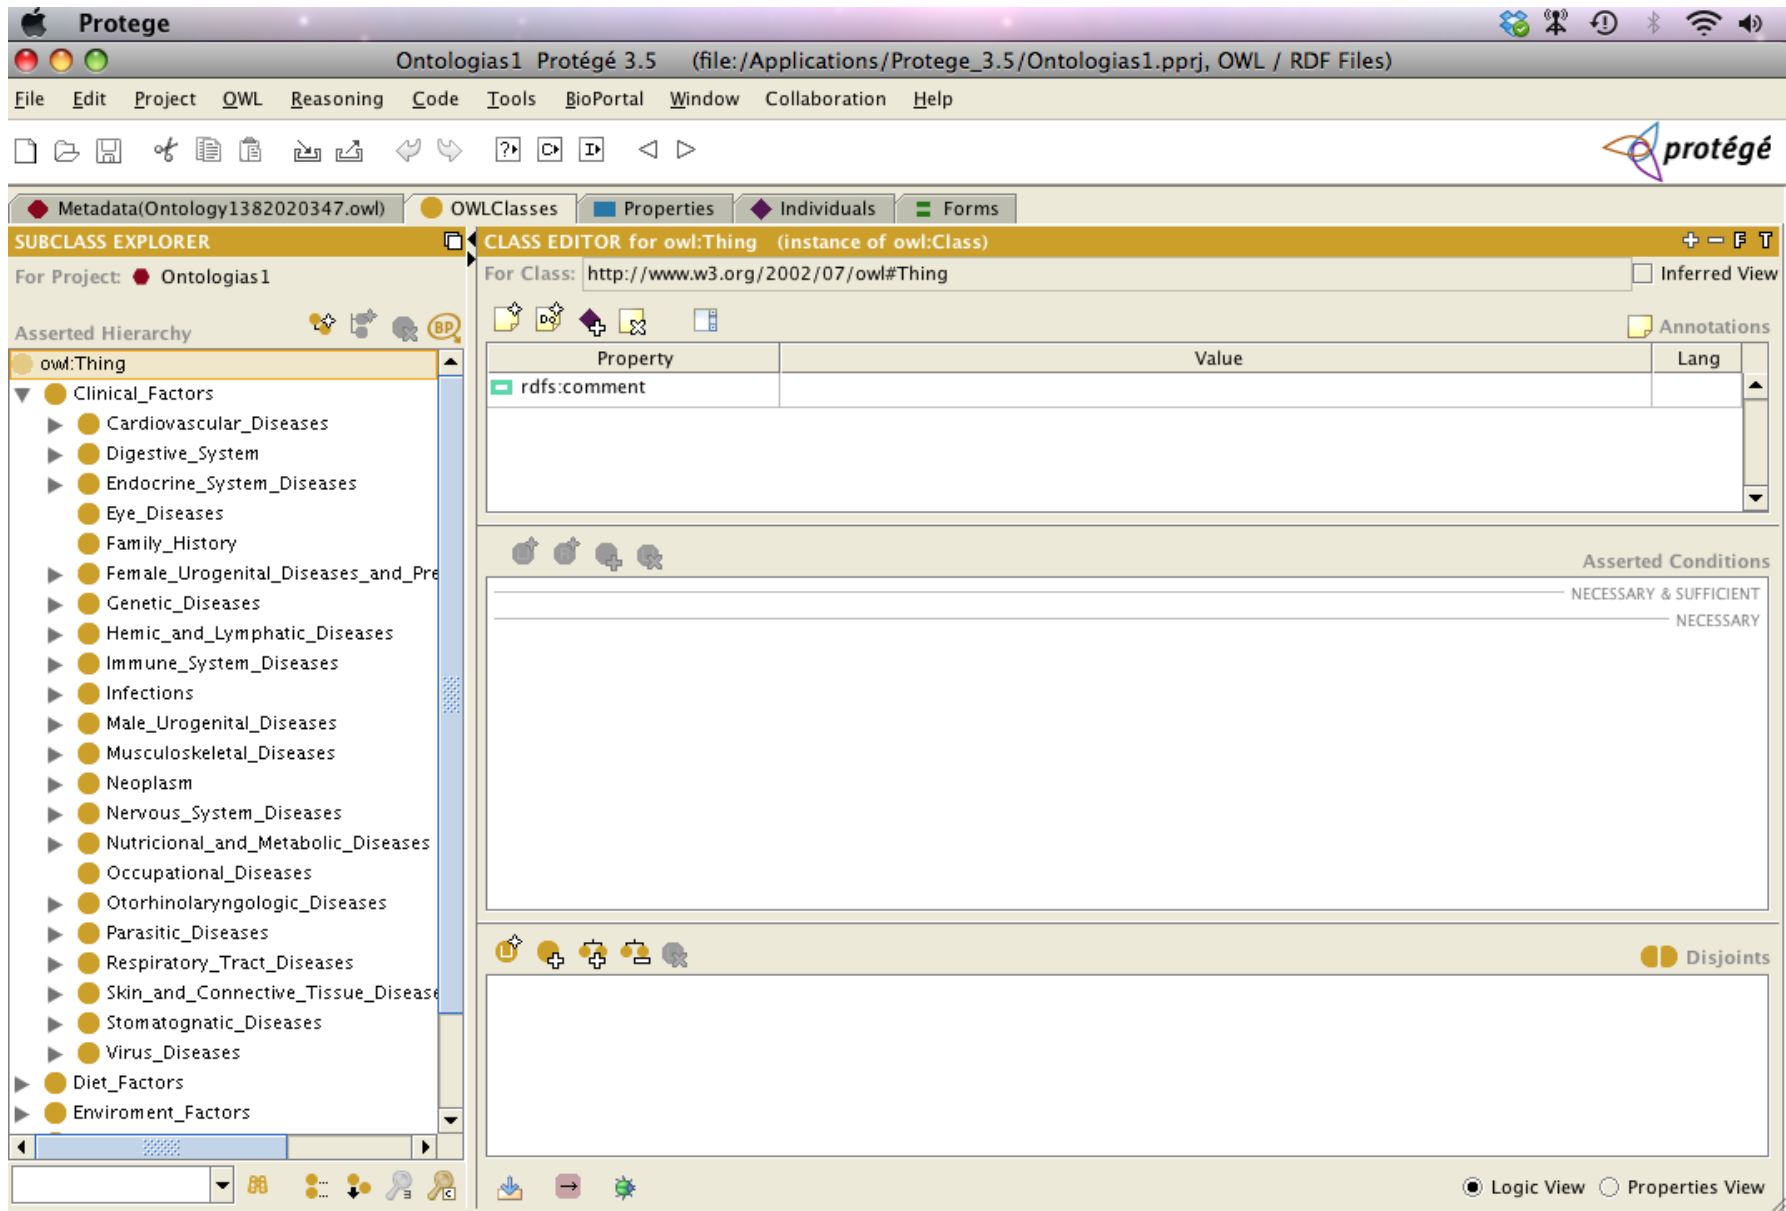 Protege
Ontologias1 Protégé 3.5 (file:/Applications/Protege_3.5/Ontologias1.pprj, OWL / RDF Files)
File Edit Project OWL Reasoning Code Tools BioPortal Window Collaboration Help
protégé
Metadata(Ontology1382020347.owl) OWLClasses Properties Individuals Forms
SUBCLASS EXPLORER
For Project: Ontologias1
Asserted Hierarchy
BP
owl:Thing
Clinical_Factors
Cardiovascular_Diseases
Digestive_System
Endocrine_System_Diseases
Eye_Diseases
Family_History
Female_Urogenital_Diseases_and_Pre
Genetic_Diseases
Hemic_and_Lymphatic_Diseases
Immune_System_Diseases
Infections
Male_Urogenital_Diseases
Musculoskeletal_Diseases
Neoplasm
Nervous_System_Diseases
Nutricional_and_Metabolic_Diseases
Occupational_Diseases
Otorhinolaryngologic_Diseases
Parasitic_Diseases
Respiratory_Tract_Diseases
Skin_and_Connective_Tissue_Disease
Stomatognatic_Diseases
Virus_Diseases
Diet_Factors
Enviroment_Factors
CLASS EDITOR for owl:Thing (instance of owl:Class)
F T
For Class: http://www.w3.org/2002/07/owl#Thing
Inferred View
Annotations
Property Value Lang
rdfs:comment
Asserted Conditions
NECESSARY & SUFFICIENT
NECESSARY
Disjoints
Logic View Properties View